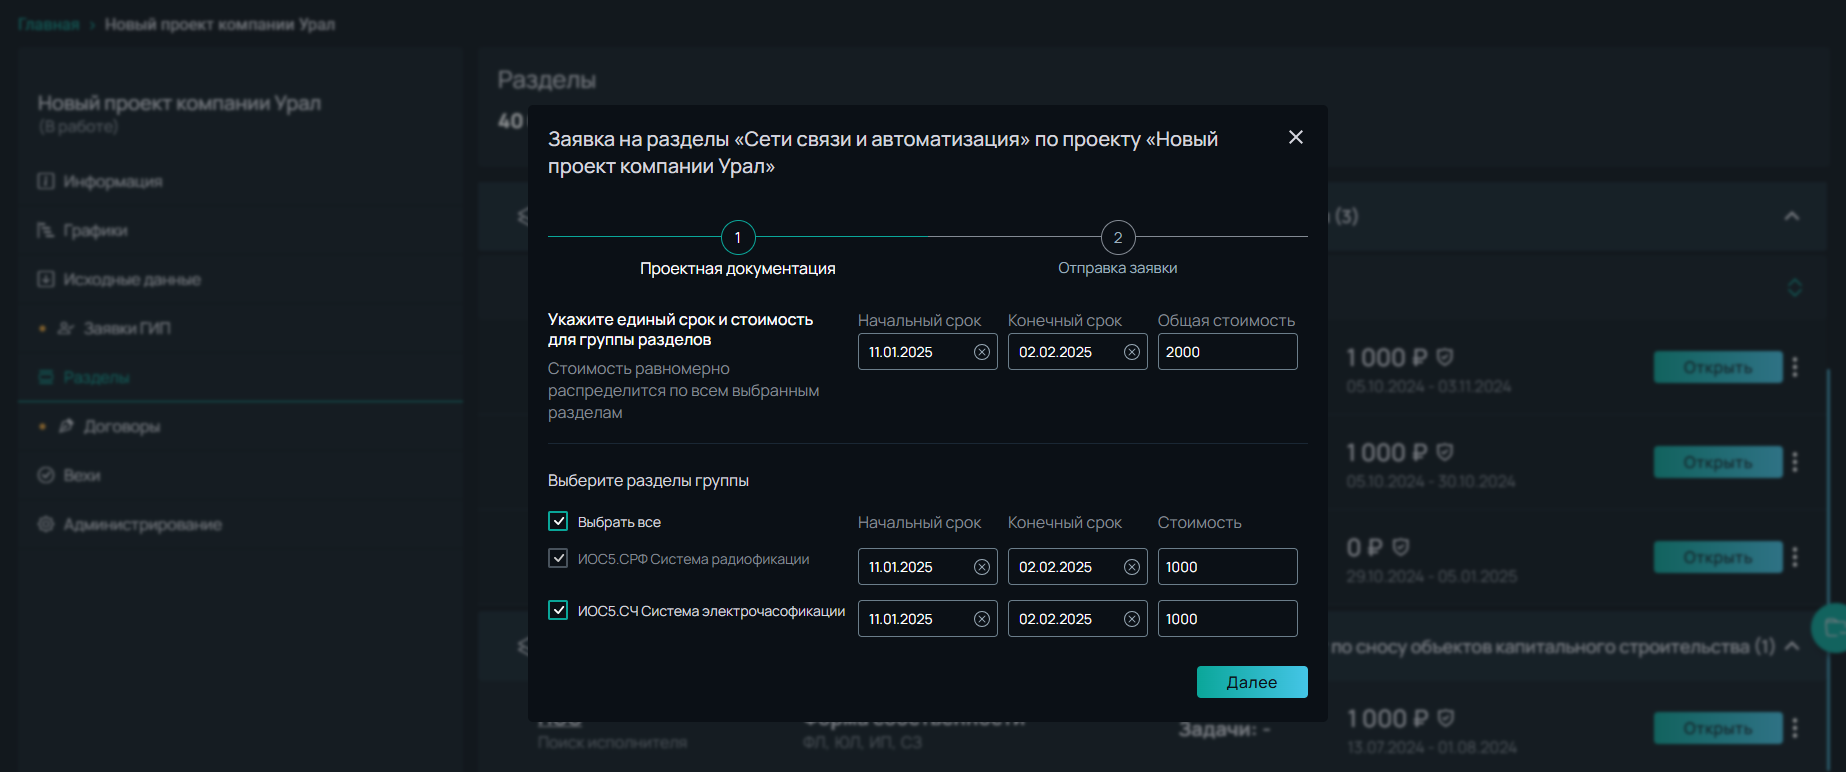 Главная › Новый проект компании Урал
Новый проект компании Урал
(В работе)
Информация
Графики
Исходные данные
Заявки ГИП
Разделы
Договоры
Вехи
Администрирование
Разделы
40
Заявка на разделы «Сети связи и автоматизация» по проекту «Новый
проект компании Урал»
1
Проектная документация
2
Отправка заявки
Укажите единый срок и стоимость
для группы разделов
Стоимость равномерно
распределится по всем выбранным
разделам
Начальный срок Конечный срок Общая стоимость
11.01.2025 02.02.2025 2000
Выберите разделы группы
Выбрать все Начальный срок Конечный срок Стоимость
ИОС5.СРФ Система радиофикации 11.01.2025 02.02.2025 1000
ИОС5.СЧ Система электрочасофикации 11.01.2025 02.02.2025 1000
Далее
(3)
1 000 ₽ Открыть
05.10.2024 - 03.11.2024
1 000 ₽ Открыть
05.10.2024 - 30.10.2024
0 ₽ Открыть
29.10.2024 - 05.01.2025
по сносу объектов капитального строительства (1)
Поиск исполнителя
Форма собственности
ФЛ, ЮЛ, ИП, СЗ
Задачи: -
1 000 ₽ Открыть
13.07.2024 - 01.08.2024